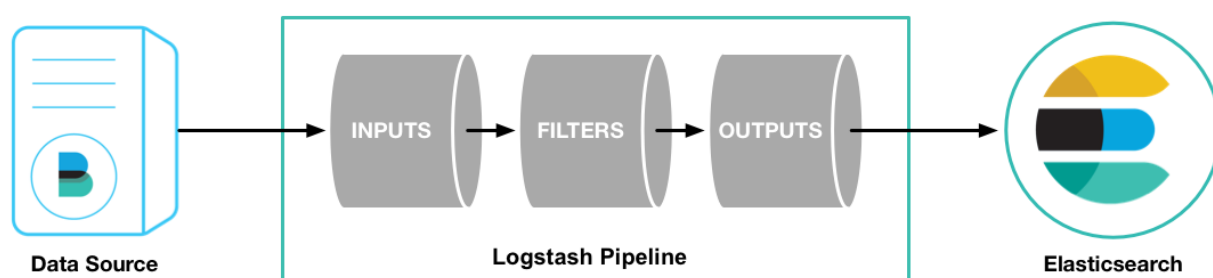 INPUTS
FILTERS
OUTPUTS
Data Source
Logstash Pipeline
Elasticsearch